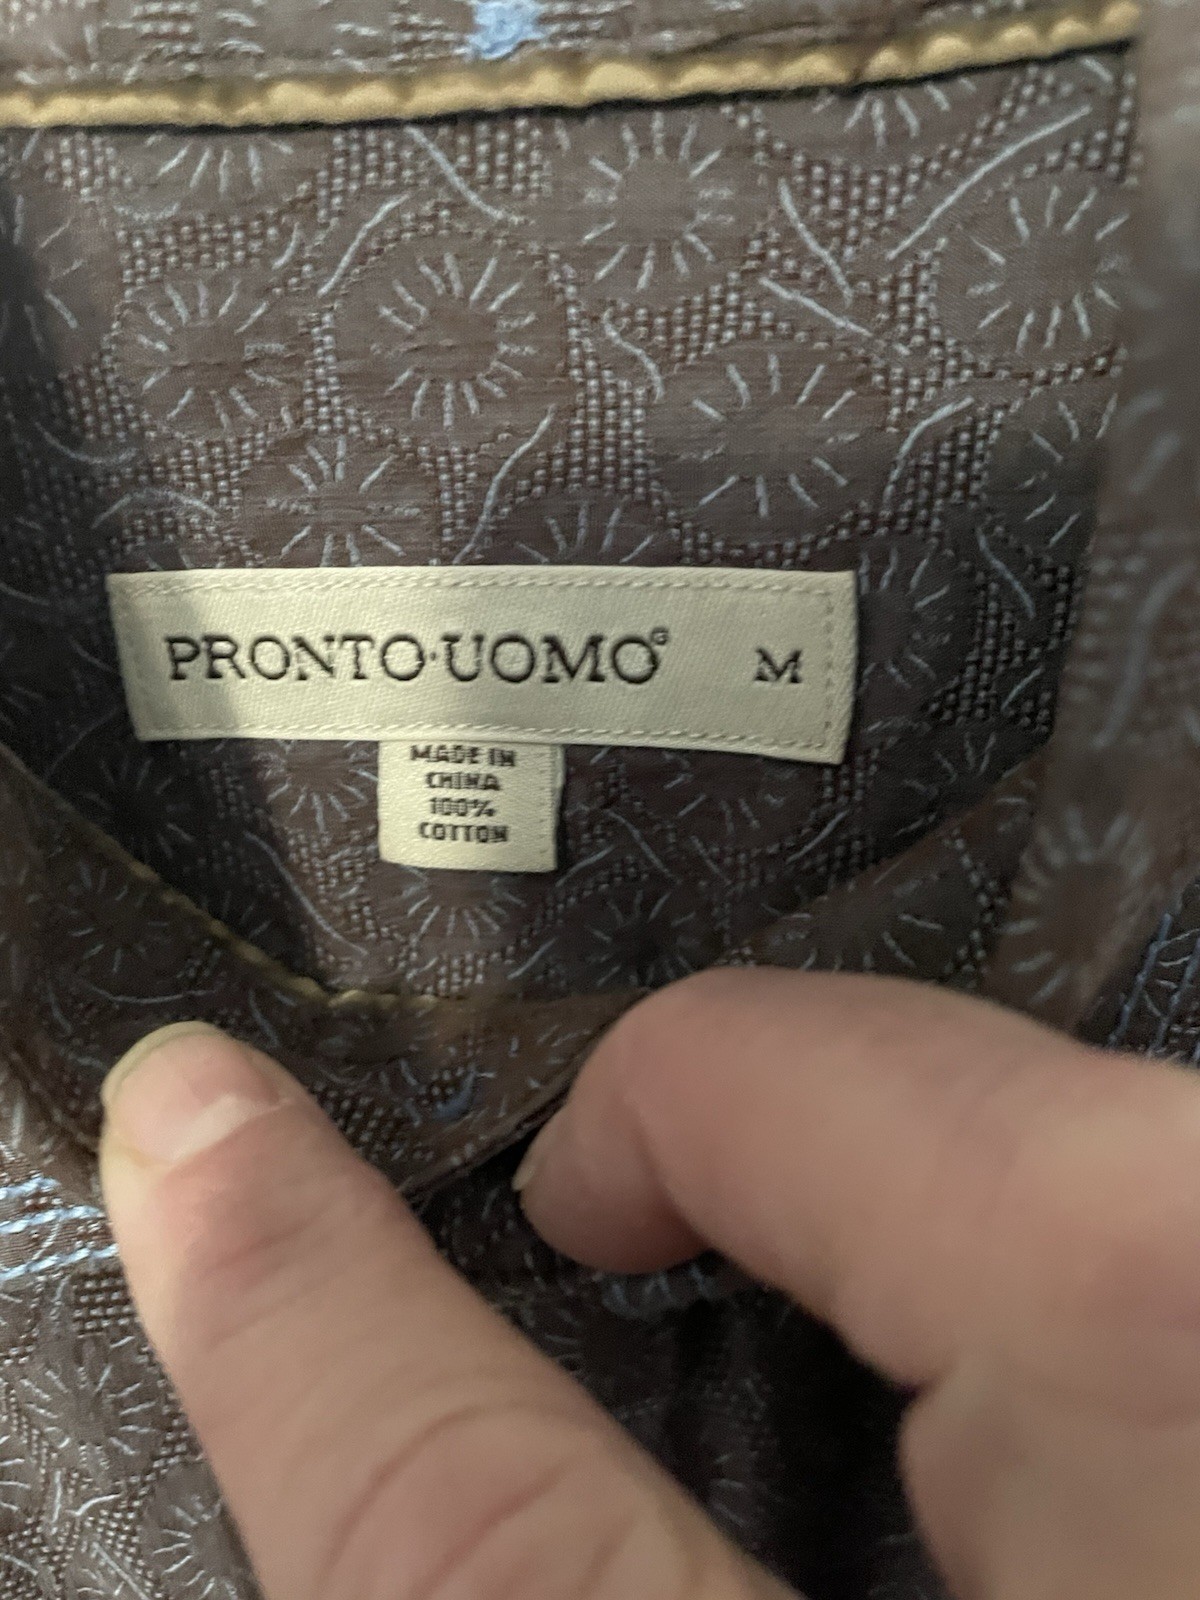 PRONTO·UOMO® M
MADE IN
CHINA
100%
COTTON